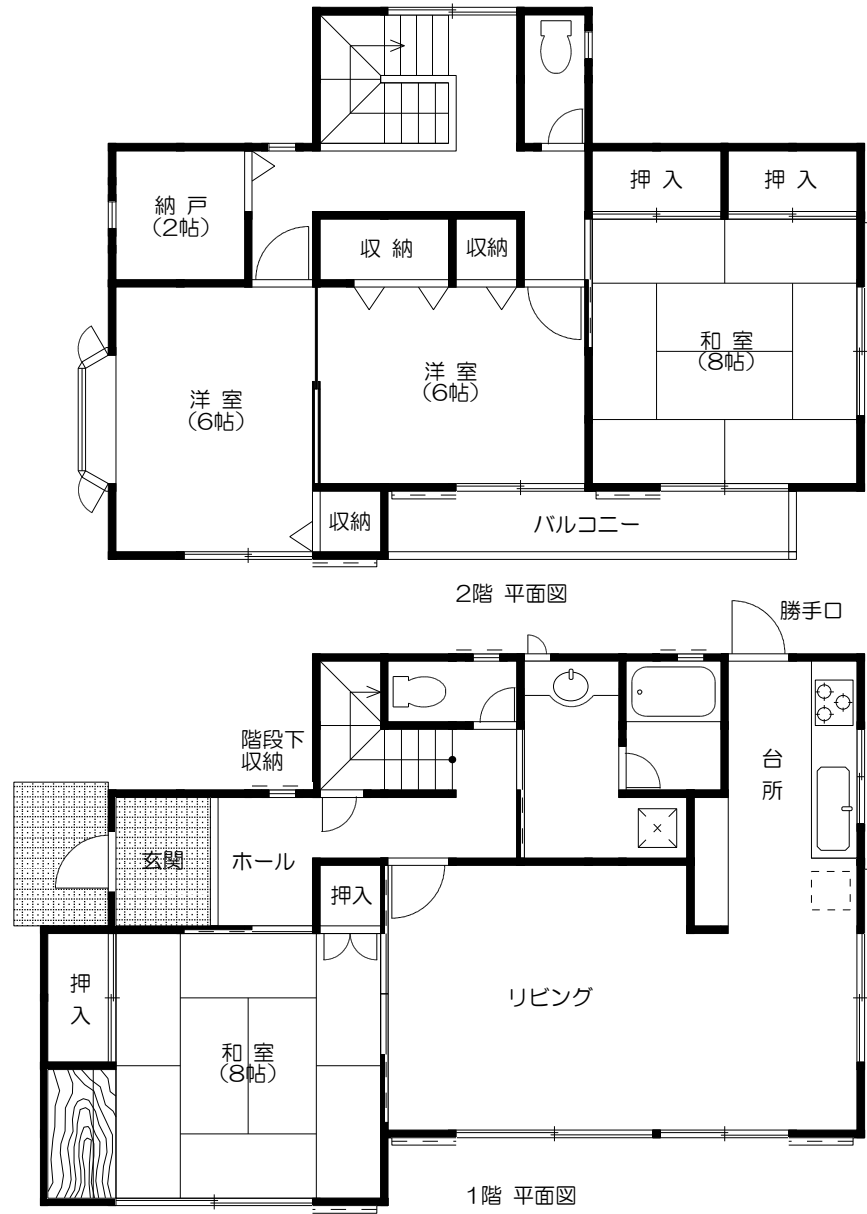 押 入
押 入
納 戸
(2帖)
収 納
収納
和 室
(8帖)
洋 室
(6帖)
洋 室
(6帖)
収納
バルコニー
2階 平面図
勝手口
階段下
収納
台
所
玄関
ホール
押入
押
入
リビング
和 室
(8帖)
1階 平面図